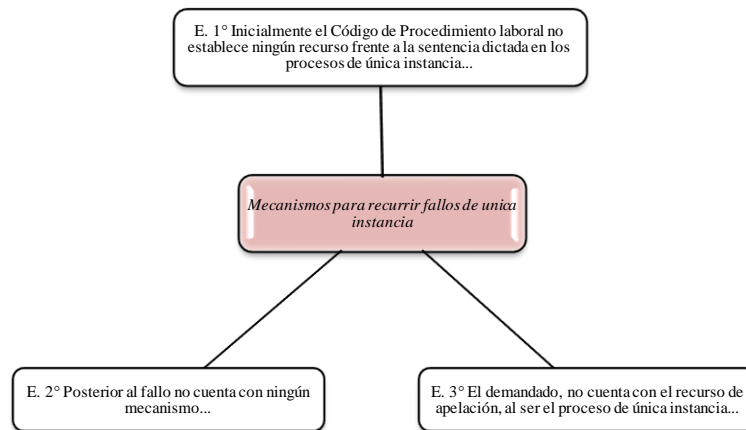 E. 1° Inicialmente el Código de Procedimiento laboral no
establece ningún recurso frente a la sentencia dictada en los
procesos de única instancia...
Mecanismos para recurrir fallos de unica
instancia
E. 2° Posterior al fallo no cuenta con ningún
mecanismo...
E. 3° El demandado, no cuenta con el recurso de
apelación, al ser el proceso de única instancia...